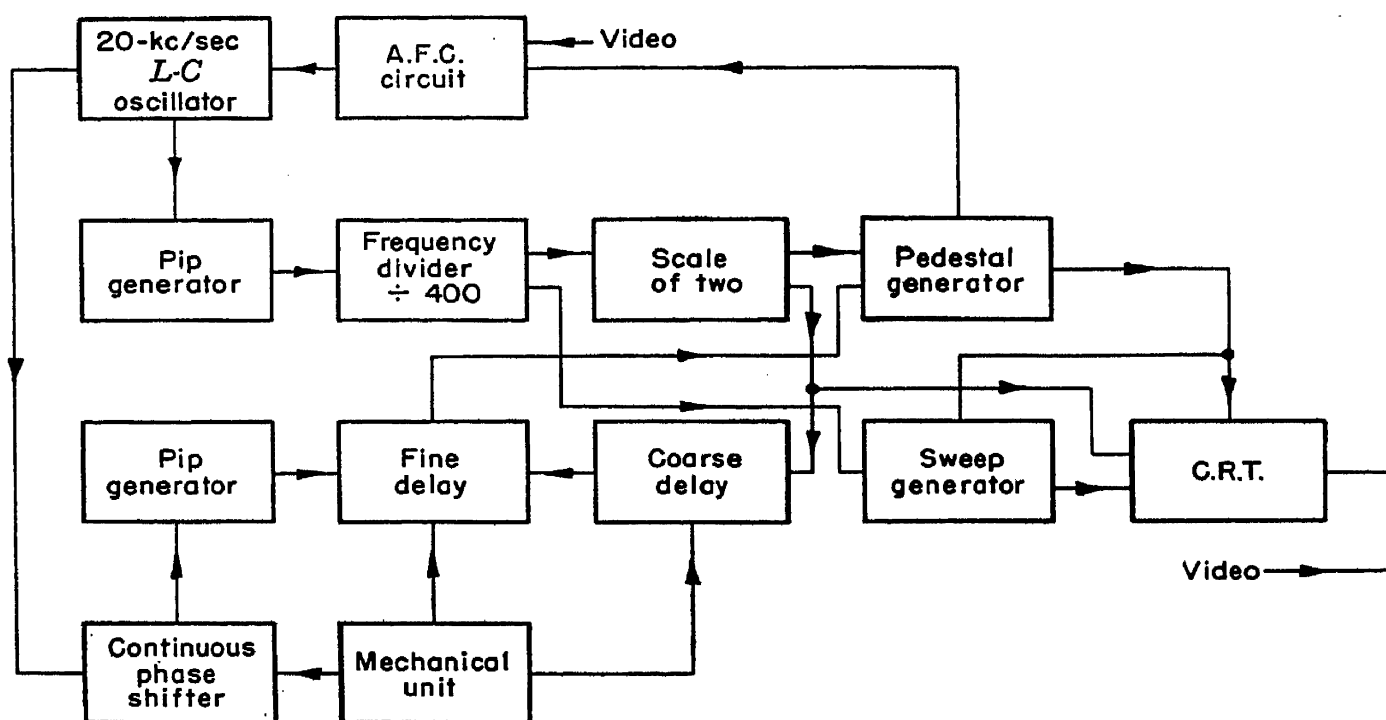 20-kc/sec
L-C
oscillator
A.F.C.
circuit
Video
Pip
generator
Frequency
divider
÷ 400
Scale
of two
Pedestal
generator
Pip
generator
Fine
delay
Coarse
delay
Sweep
generator
C.R.T.
Video
Continuous
phase
shifter
Mechanical
unit